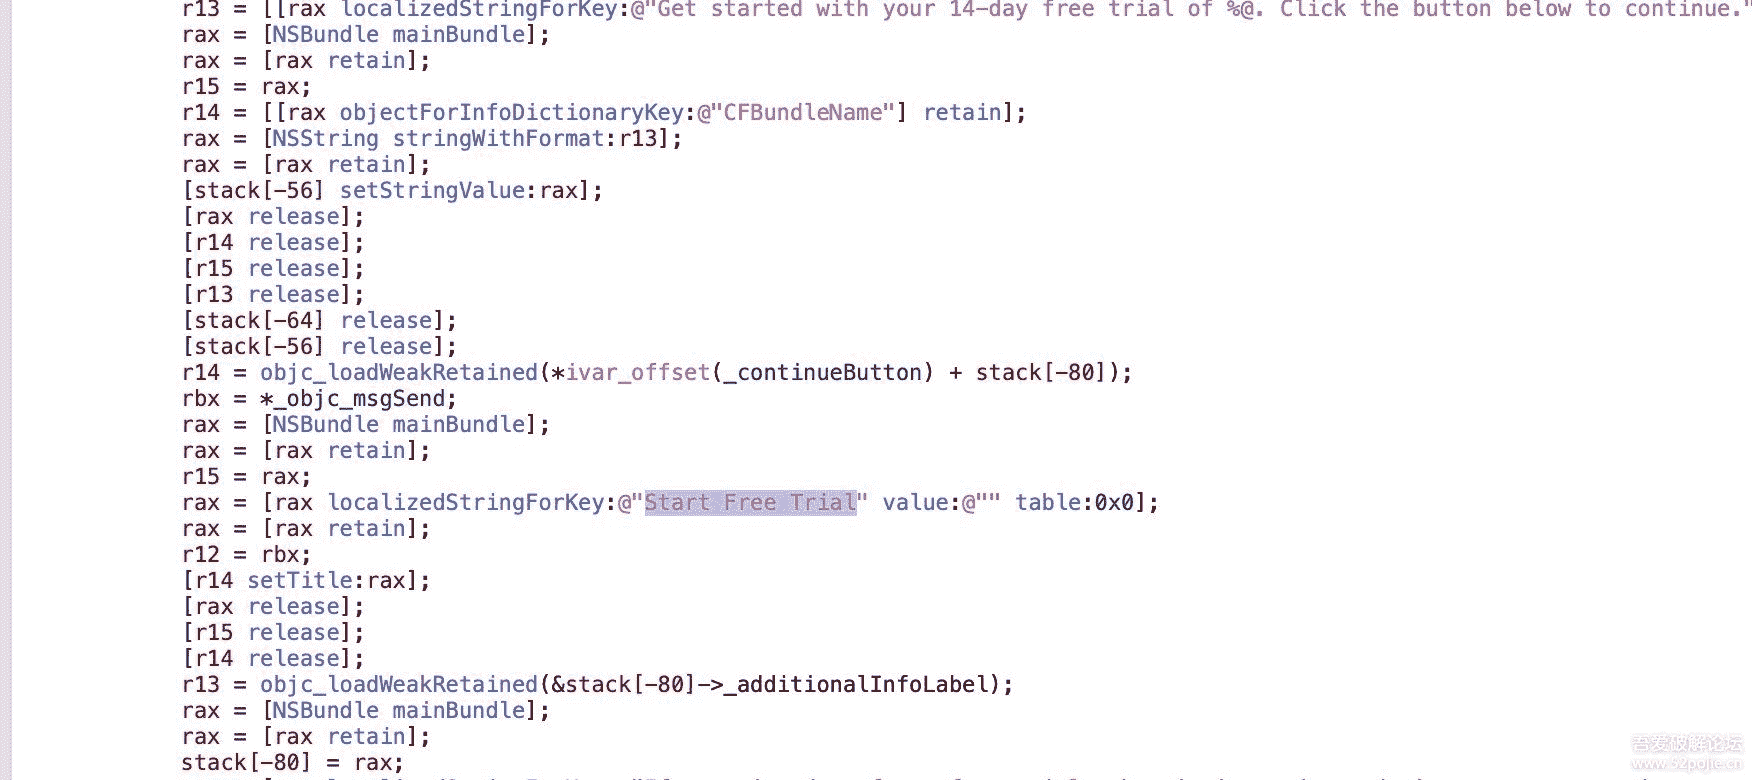 r13 = [[rax localizedStringForKey:@"Get started with your 14-day free trial of %@. Click the button below to continue."
rax = [NSBundle mainBundle];
rax = [rax retain];
r15 = rax;
r14 = [[rax objectForInfoDictionaryKey:@"CFBundleName"] retain];
rax = [NSString stringWithFormat:r13];
rax = [rax retain];
[stack[-56] setStringValue:rax];
[rax release];
[r14 release];
[r15 release];
[r13 release];
[stack[-64] release];
[stack[-56] release];
r14 = objc_loadWeakRetained(*ivar_offset(_continueButton) + stack[-80]);
rbx = *_objc_msgSend;
rax = [NSBundle mainBundle];
rax = [rax retain];
r15 = rax;
rax = [rax localizedStringForKey:@"Start Free Trial" value:@"" table:0x0];
rax = [rax retain];
r12 = rbx;
[r14 setTitle:rax];
[rax release];
[r15 release];
[r14 release];
r13 = objc_loadWeakRetained(&stack[-80]->_additionalInfoLabel);
rax = [NSBundle mainBundle];
rax = [rax retain];
stack[-80] = rax;
吾爱破解论坛
www.52pojie.cn